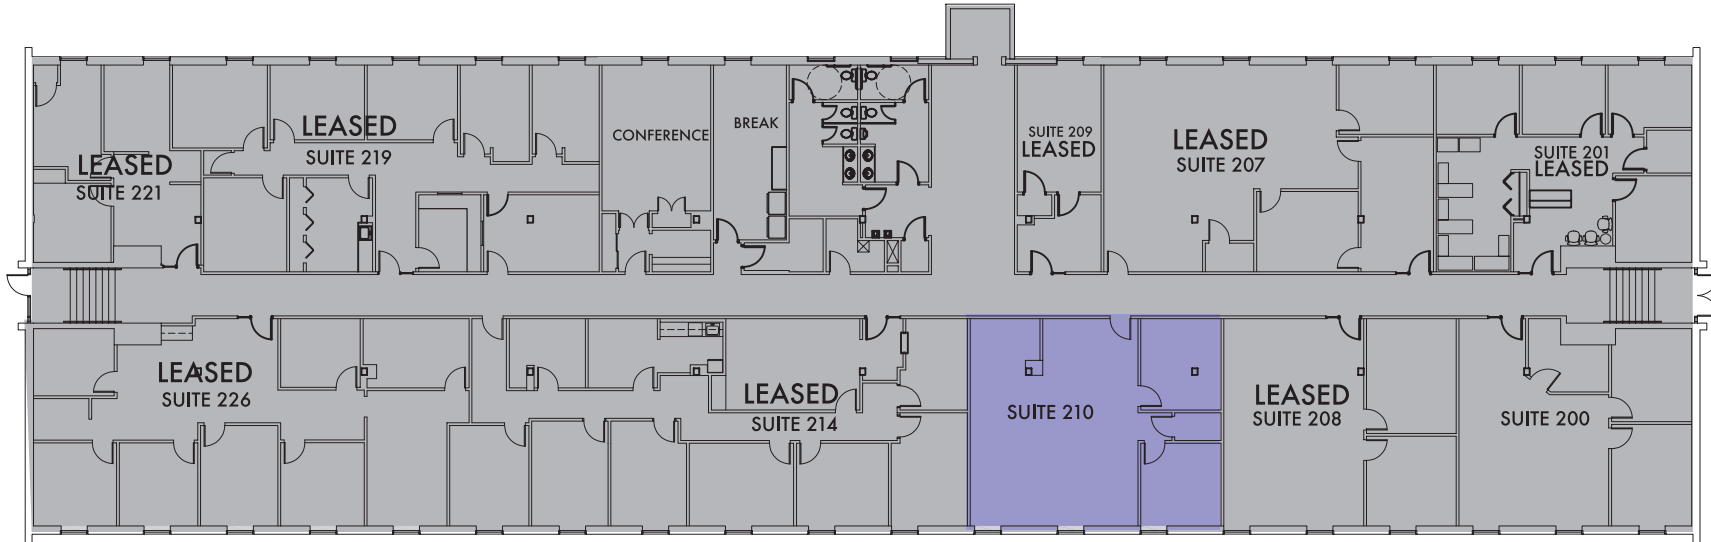 LEASED
SUITE 221
LEASED
SUITE 219
CONFERENCE
BREAK
SUITE 209
LEASED
LEASED
SUITE 207
SUITE 201
LEASED
LEASED
SUITE 226
LEASED
SUITE 214
SUITE 210
LEASED
SUITE 208
SUITE 200